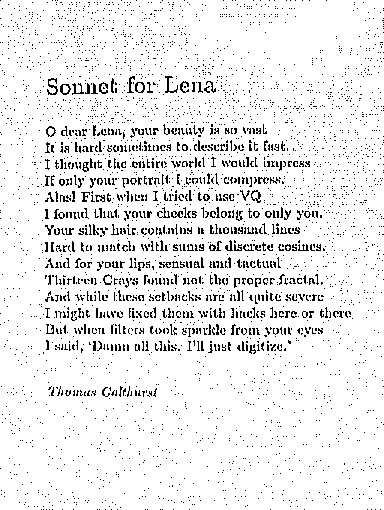 Sonnet for Lena
O dear Lena, your beauty is so vast
It is hard sometimes to describe it fast.
I thought the entire world I would impress
If only your portrait I could compress.
Alas! First when I tried to use VQ
I found that your cheeks belong to only you.
Your silky hair contains a thousand lines
Hard to match with sums of discrete cosines.
And for your lips, sensual and tactual
Thirteen Crays found not the proper fractal.
And while these setbacks are all quite severe
I might have fixed them with hacks here or there
But when filters took sparkle from your eyes
I said, 'Damn all this. I'll just digitize.'
Thomas Colthurst